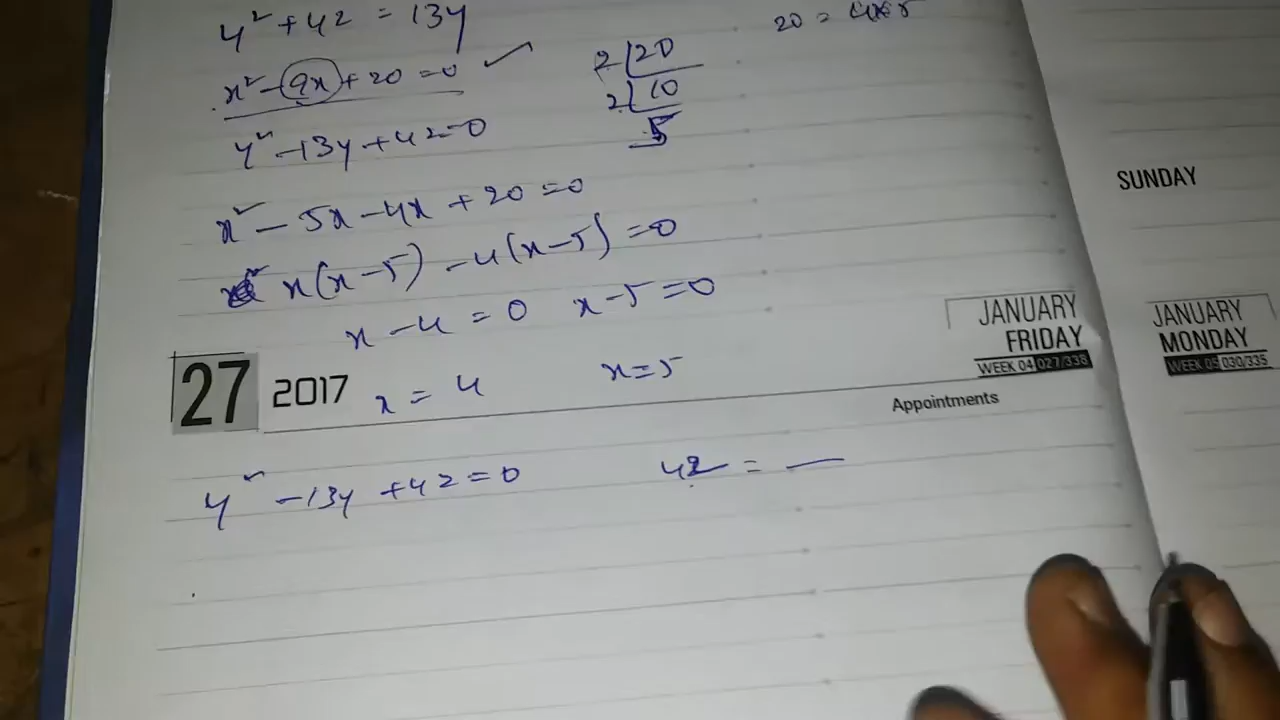 y² + 42 = 13y
20 = 4×5
x² - 9x + 20 = 0 ✓
2 | 20
2 | 10
5
y² - 13y + 42 = 0
x² - 5x - 4x + 20 = 0
x(x-5) - 4(x-5) = 0
x - 4 = 0 x - 5 = 0
x = 4 x = 5
27 2017
JANUARY
FRIDAY
WEEK 04 027/338
Appointments
y² - 13y + 42 = 0 42 = —
SUNDAY
JANUARY
MONDAY
WEEK 05 030/335